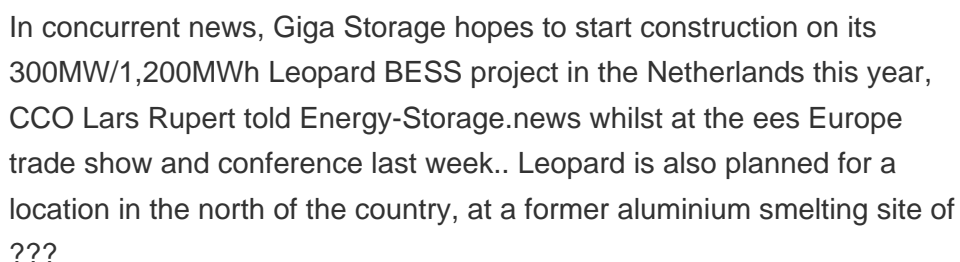 In concurrent news, Giga Storage hopes to start construction on its
300MW/1,200MWh Leopard BESS project in the Netherlands this year,
CCO Lars Rupert told Energy-Storage.news whilst at the ees Europe
trade show and conference last week.. Leopard is also planned for a
location in the north of the country, at a former aluminium smelting site of
???